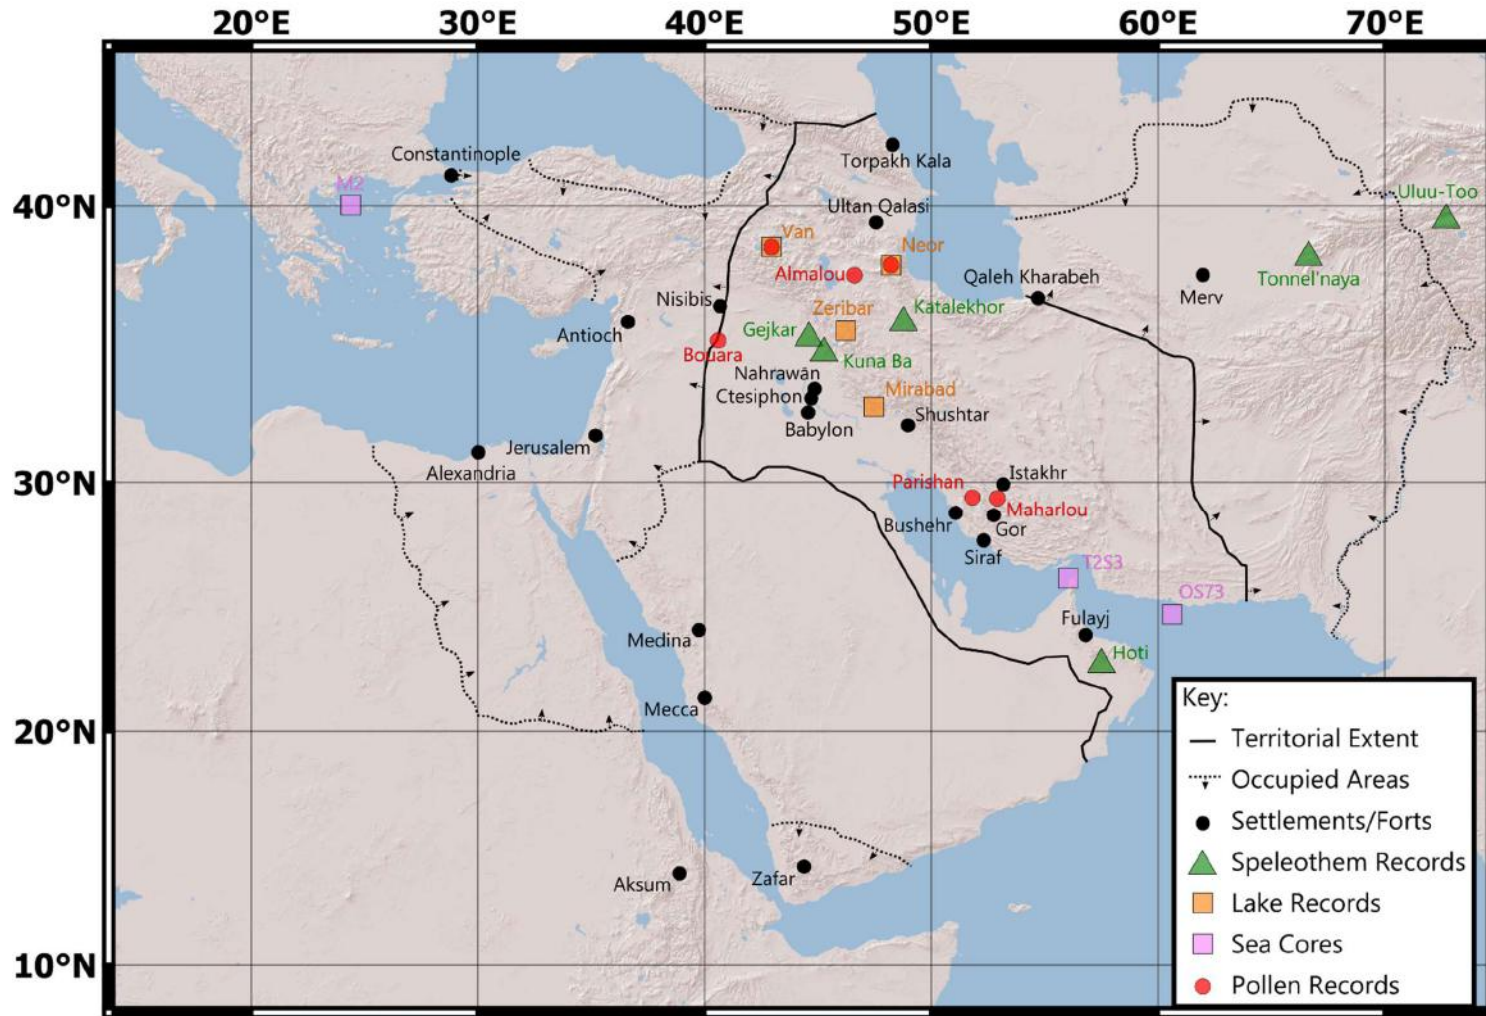 20°E 30°E 40°E 50°E 60°E 70°E
Constantinople
Torpakh Kala
M2
Uluu-Too
40°N
Ultan Qalasi
Van
Neor
Almalou
Qaleh Kharabeh
Tonnel'naya
Merv
Nisibis
Zeribar
Katalekhor
Antioch
Gejkar
Bouara
Kuna Ba
Nahrawān
Mirabad
Ctesiphon
Shushtar
Babylon
Jerusalem
Alexandria
30°N
Istakhr
Parishan
Maharlou
Bushehr
Gor
Siraf
T2S3
OS73
Fulayj
Medina
Hoti
Mecca
20°N
Key:
Territorial Extent
Occupied Areas
Settlements/Forts
Speleothem Records
Lake Records
Sea Cores
Pollen Records
Aksum
Zafar
10°N